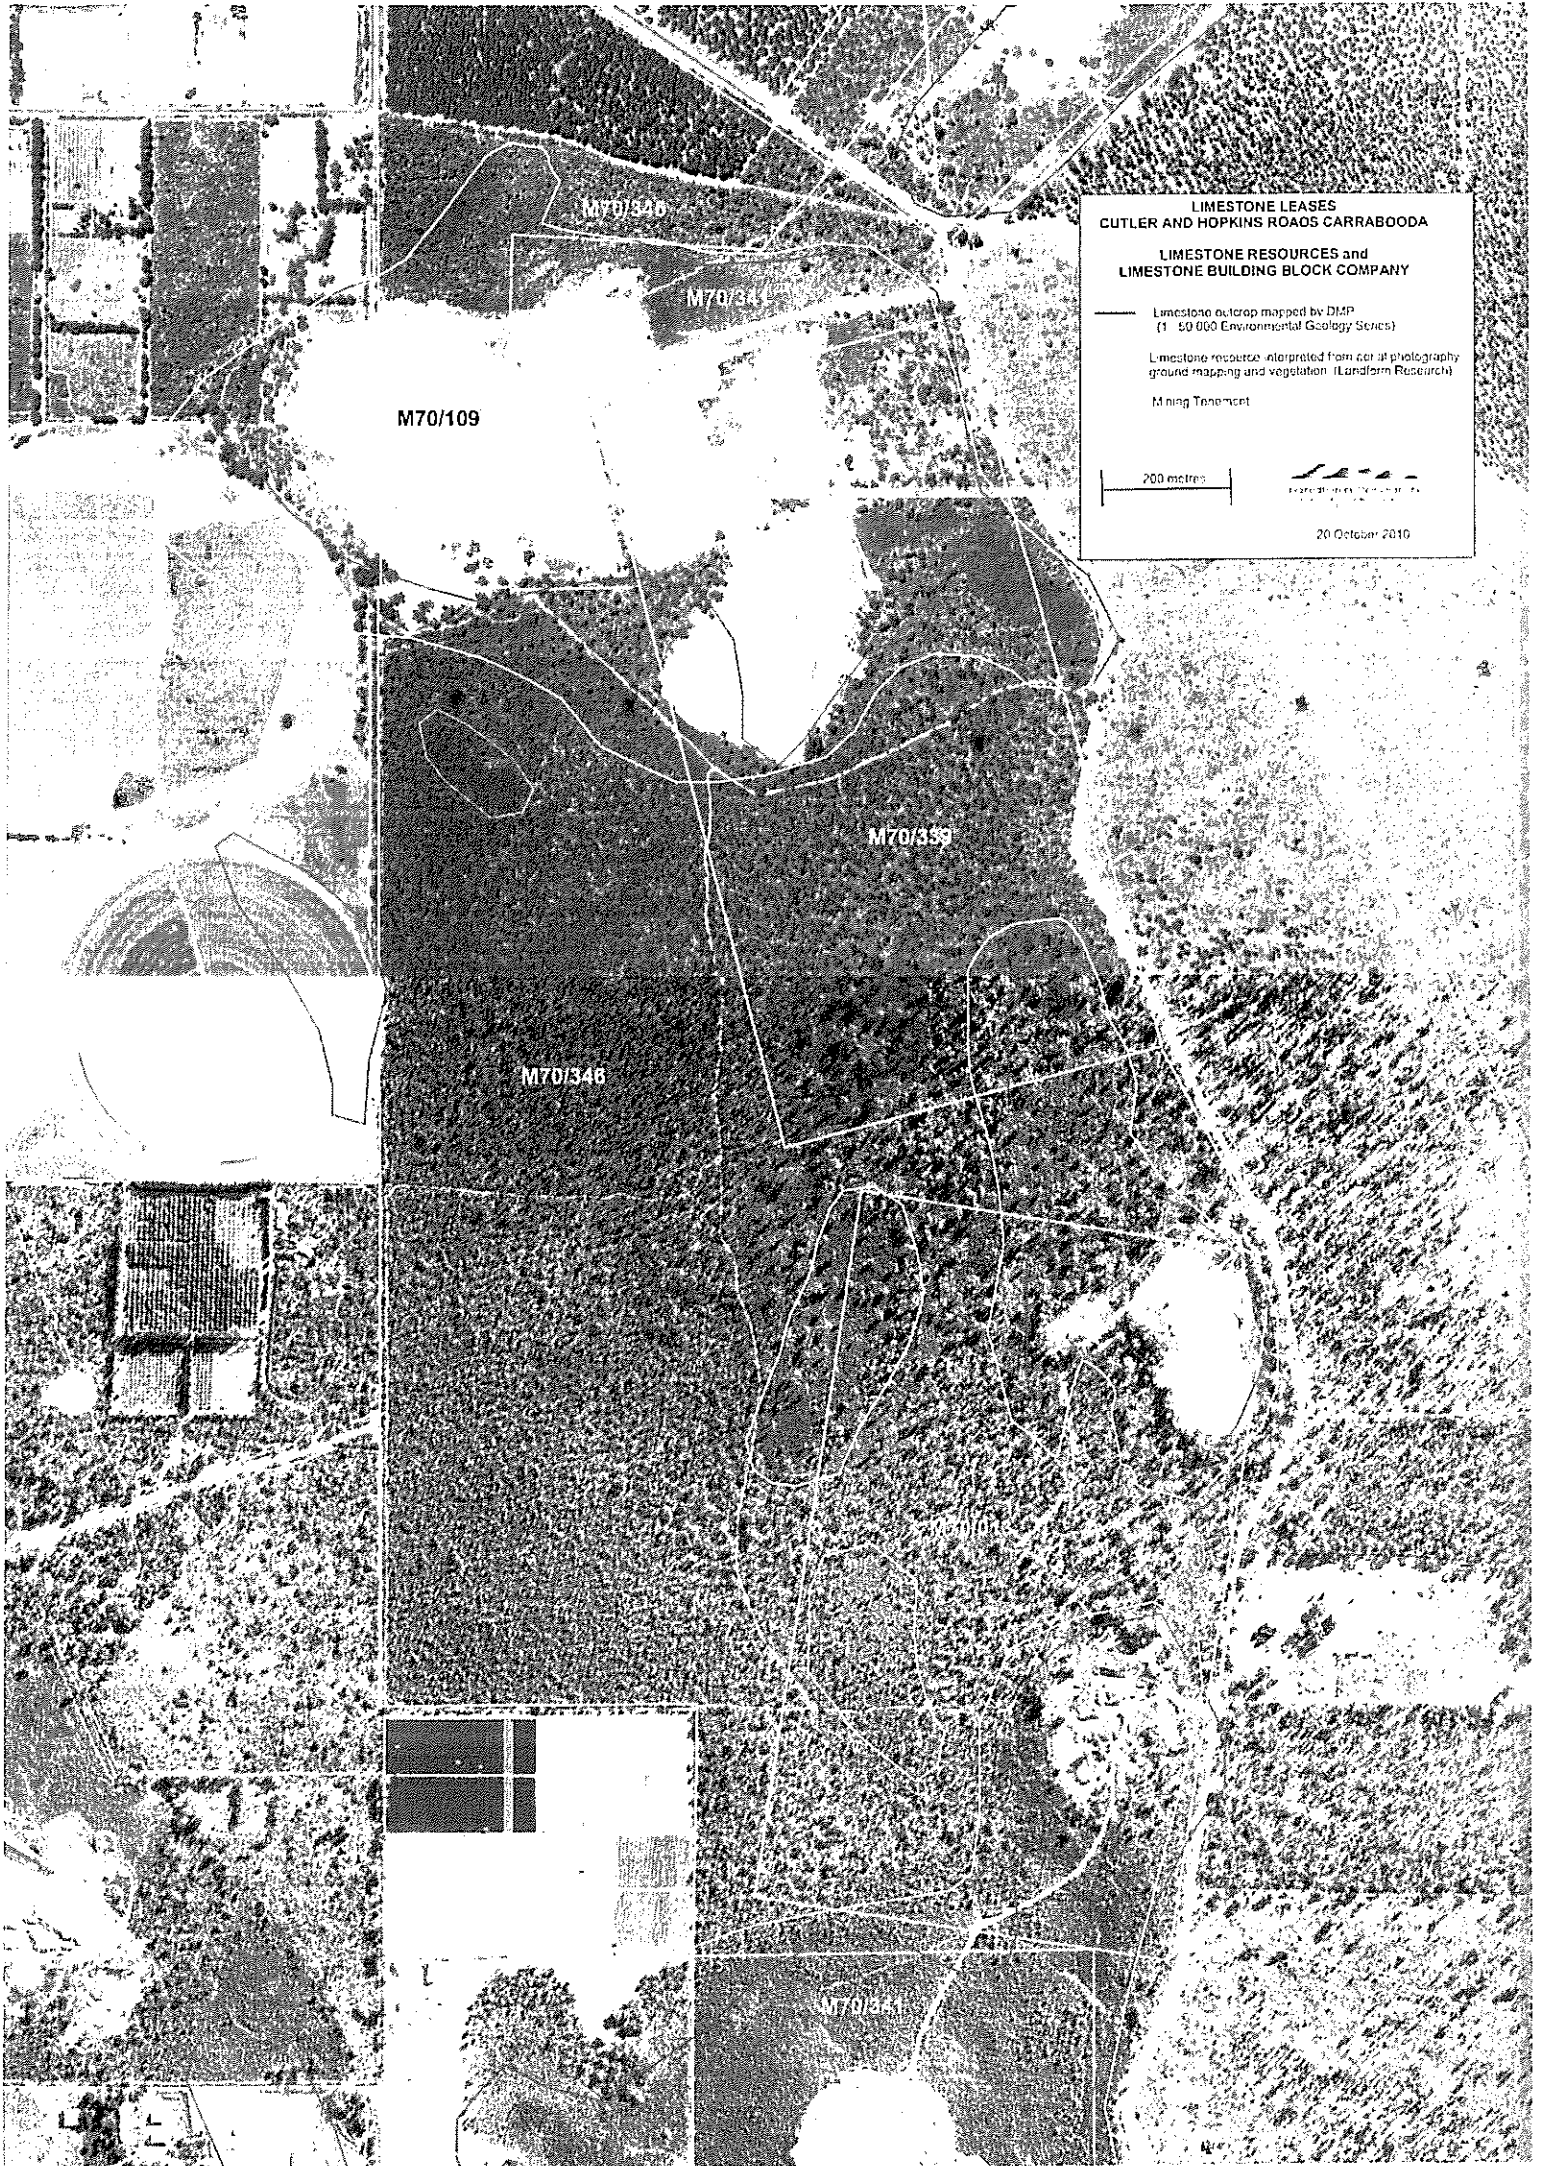 M70/346
LIMESTONE LEASES
CUTLER AND HOPKINS ROADS CARRABOODA
LIMESTONE RESOURCES and
LIMESTONE BUILDING BLOCK COMPANY
Limestone outcrop mapped by DMP
(1 50 000 Environmental Geology Series)
Limestone resource interpreted from aerial photography
ground mapping and vegetation (Landform Research)
Mining Tenement
200 metres
20 October 2010
M70/341
M70/109
M70/339
M70/346
M70/341